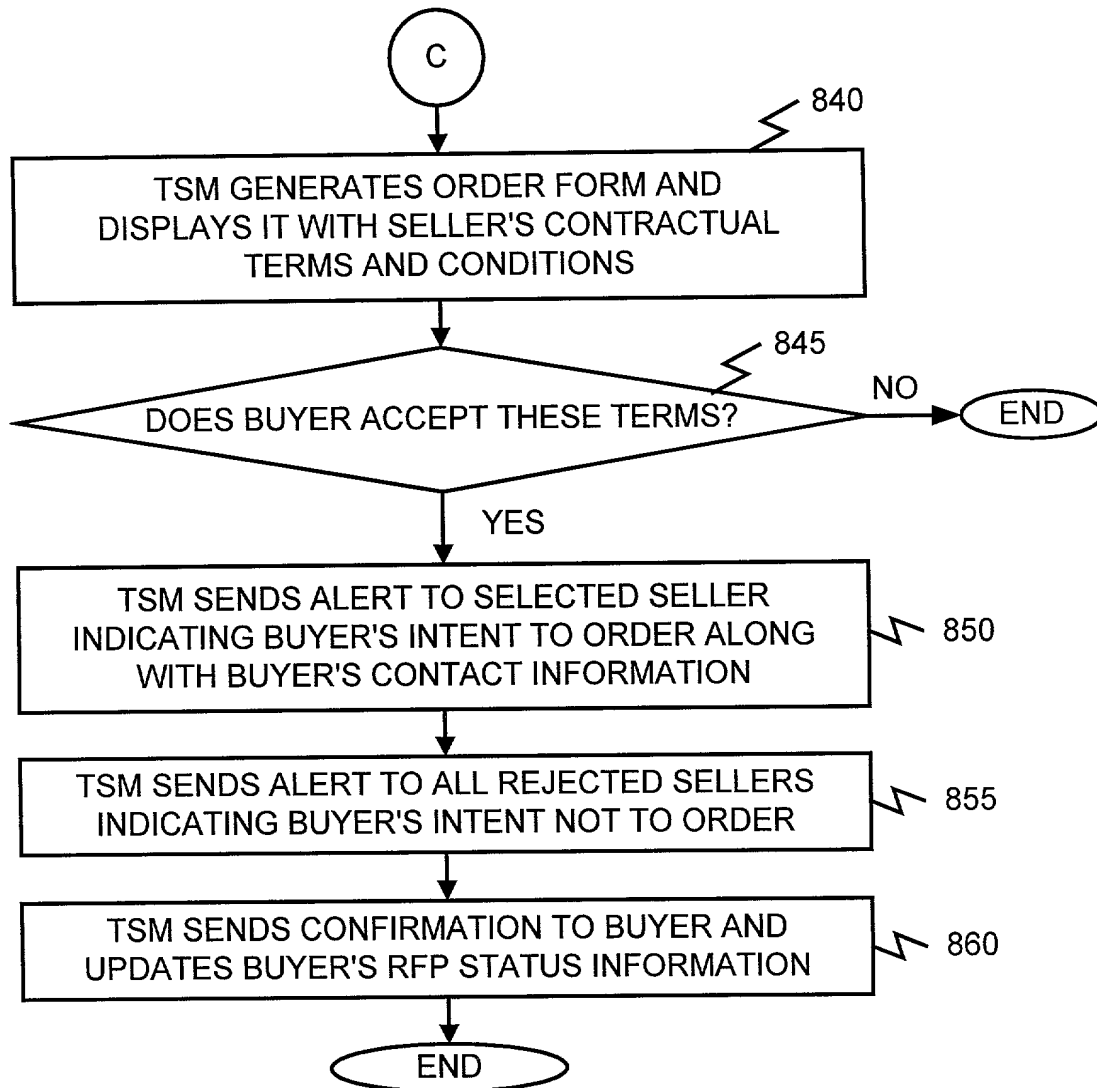 C
840
TSM GENERATES ORDER FORM AND
DISPLAYS IT WITH SELLER'S CONTRACTUAL
TERMS AND CONDITIONS
845
DOES BUYER ACCEPT THESE TERMS?
NO
END
YES
TSM SENDS ALERT TO SELECTED SELLER
INDICATING BUYER'S INTENT TO ORDER ALONG
WITH BUYER'S CONTACT INFORMATION
850
TSM SENDS ALERT TO ALL REJECTED SELLERS
INDICATING BUYER'S INTENT NOT TO ORDER
855
TSM SENDS CONFIRMATION TO BUYER AND
UPDATES BUYER'S RFP STATUS INFORMATION
860
END